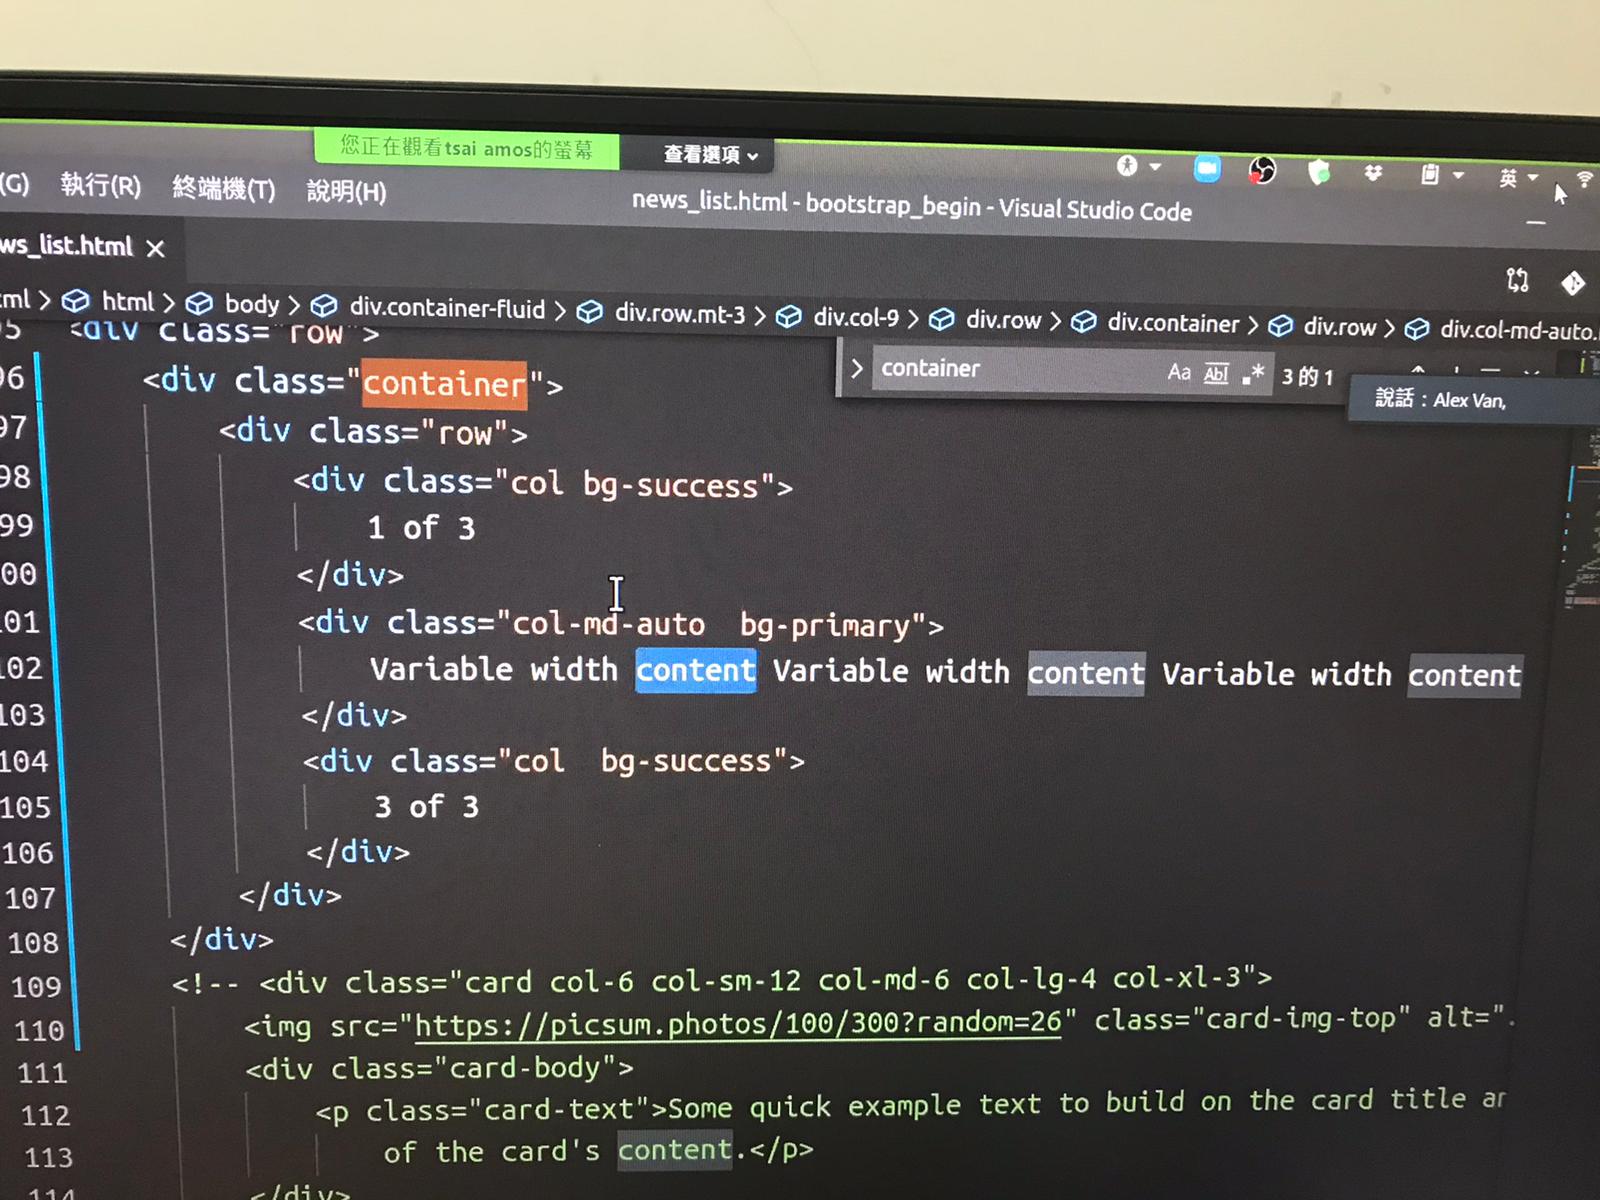 您正在觀看tsai amos的螢幕 查看選項
(G) 執行(R) 終端機(T) 說明(H)
英
news_list.html - bootstrap_begin - Visual Studio Code
ws_list.html
ml > html > body > div.container-fluid > div.row.mt-3 > div.col-9 > div.row > div.container > div.row > div.col-md-auto.
container Aa Abl .* 3 的 1
說話：Alex Van,
95 <div class="row">
96 <div class="container">
97 <div class="row">
98 <div class="col bg-success">
99 1 of 3
00 </div>
101 <div class="col-md-auto  bg-primary">
102 Variable width content Variable width content Variable width content
103 </div>
104 <div class="col  bg-success">
105 3 of 3
106 </div>
107 </div>
108 </div>
109 <!-- <div class="card col-6 col-sm-12 col-md-6 col-lg-4 col-xl-3">
110 <img src="https://picsum.photos/100/300?random=26" class="card-img-top" alt=".
111 <div class="card-body">
112 <p class="card-text">Some quick example text to build on the card title an
113 of the card's content.</p>
114 </div>